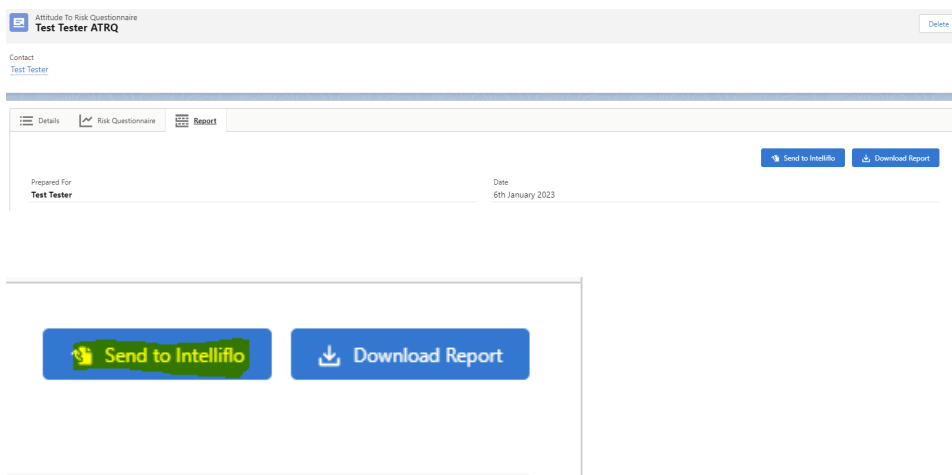 Attitude To Risk Questionnaire
Test Tester ATRQ
Delete
Contact
Test Tester
Details Risk Questionnaire Report
Send to Intelliflo Download Report
Prepared For Date
Test Tester 6th January 2023
Send to Intelliflo Download Report